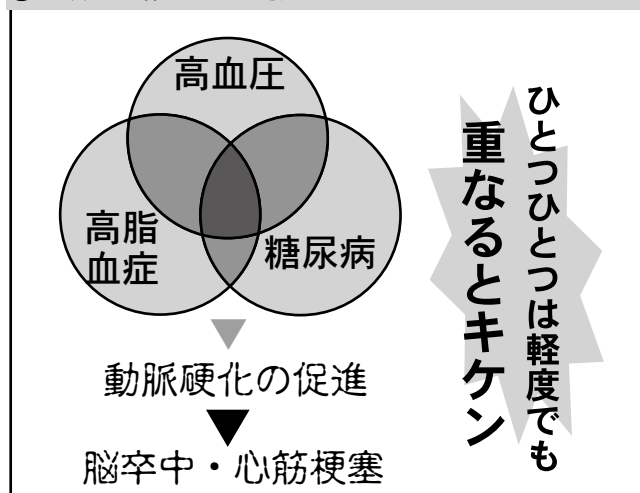 高血圧
高脂
血症
糖尿病
動脈硬化の促進
脳卒中・心筋梗塞
ひとつひとつは軽度でも
重なるとキケン